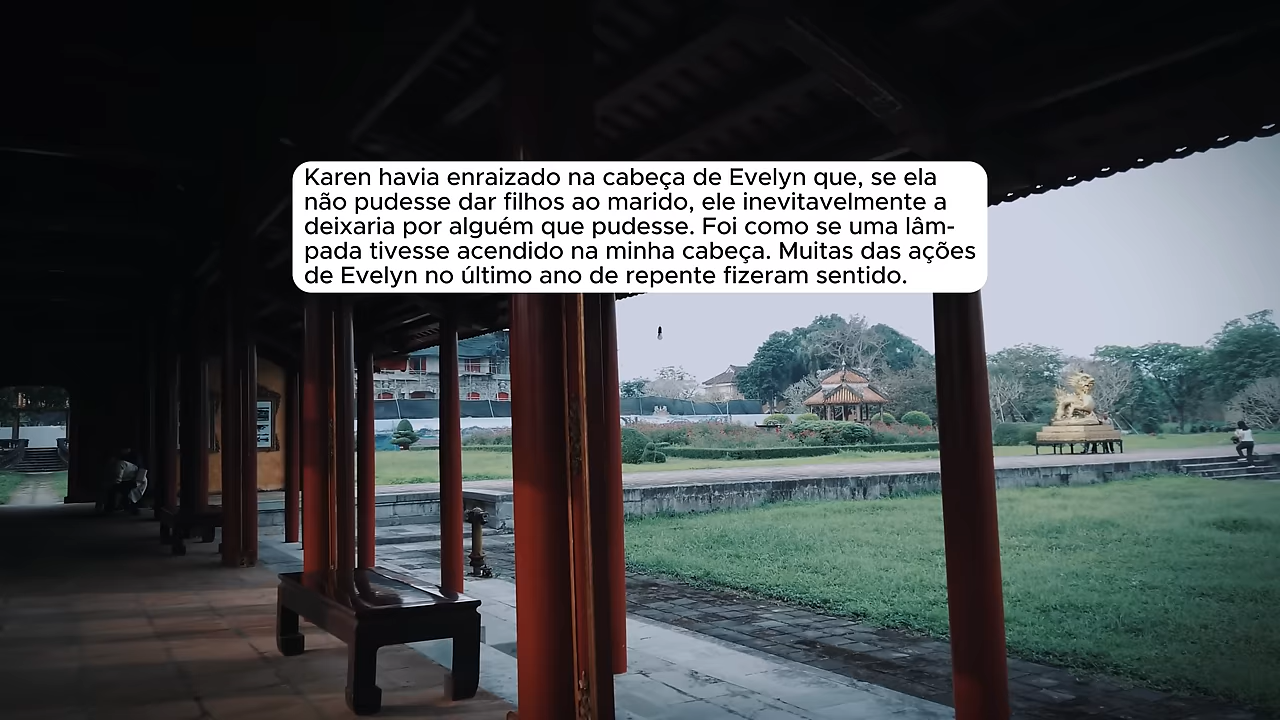 Karen havia enraizado na cabeça de Evelyn que, se ela
não pudesse dar filhos ao marido, ele inevitavelmente a
deixaria por alguém que pudesse. Foi como se uma lâm-
pada tivesse acendido na minha cabeça. Muitas das ações
de Evelyn no último ano de repente fizeram sentido.